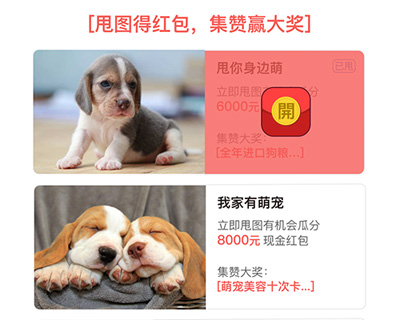 [甩图得红包，集赞赢大奖]
甩你身边萌
已甩
立即甩图
6000元
開
集赞大奖：
[全年进口狗粮...]
我家有萌宠
立即甩图有机会瓜分
8000元 现金红包
集赞大奖：
[萌宠美容十次卡...]